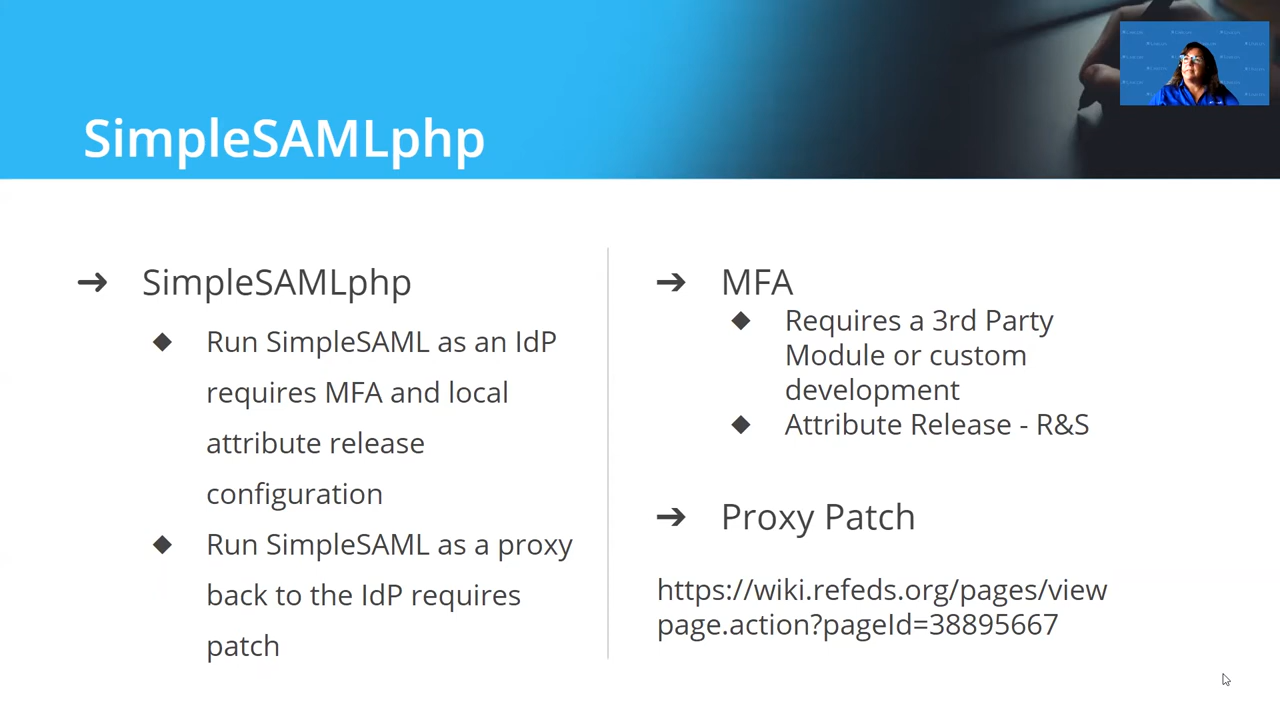 SimpleSAMLphp
➔ SimpleSAMLphp
◆ Run SimpleSAML as an IdP
requires MFA and local
attribute release
configuration
◆ Run SimpleSAML as a proxy
back to the IdP requires
patch
➔ MFA
◆ Requires a 3rd Party
Module or custom
development
◆ Attribute Release - R&S
➔ Proxy Patch
https://wiki.refeds.org/pages/view
page.action?pageId=38895667